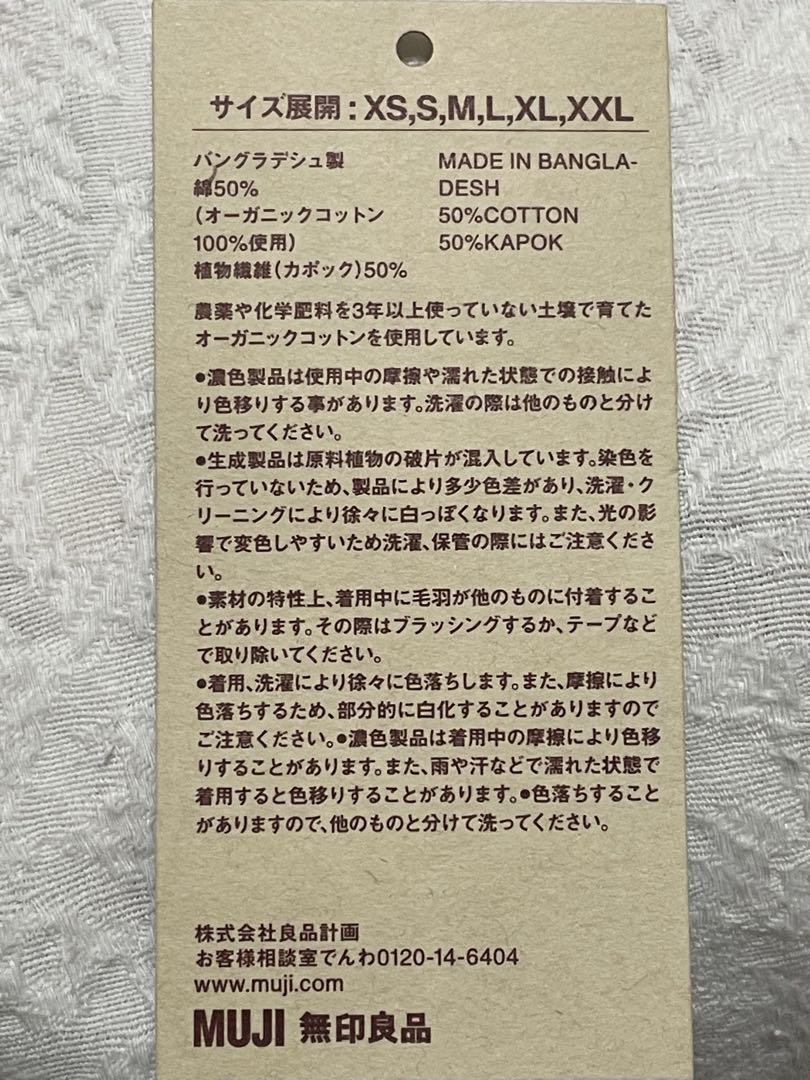 サイズ展開:XS,S,M,L,XL,XXL
バングラデシュ製
綿50%
(オーガニックコットン
100%使用)
植物繊維(カポック)50%
MADE IN BANGLA-
DESH
50%COTTON
50%KAPOK
農薬や化学肥料を3年以上使っていない土壌で育てた
オーガニックコットンを使用しています。
●濃色製品は使用中の摩擦や濡れた状態での接触によ
り色移りする事があります。洗濯の際は他のものと分け
て洗ってください。
●生成製品は原料植物の破片が混入しています。染色を
行っていないため、製品により多少色差があり、洗濯・ク
リーニングにより徐々に白っぽくなります。また、光の影
響で変色しやすいため洗濯、保管の際にはご注意くださ
い。
●素材の特性上、着用中に毛羽が他のものに付着するこ
とがあります。その際はブラッシングするか、テープなど
で取り除いてください。
●着用、洗濯により徐々に色落ちします。また、摩擦により
色落ちするため、部分的に白化することがありますので
ご注意ください。●濃色製品は着用中の摩擦により色移
りすることがあります。また、雨や汗などで濡れた状態で
着用すると色移りすることがあります。●色落ちすること
がありますので、他のものと分けて洗ってください。
株式会社良品計画
お客様相談室でんわ0120-14-6404
www.muji.com
MUJI 無印良品